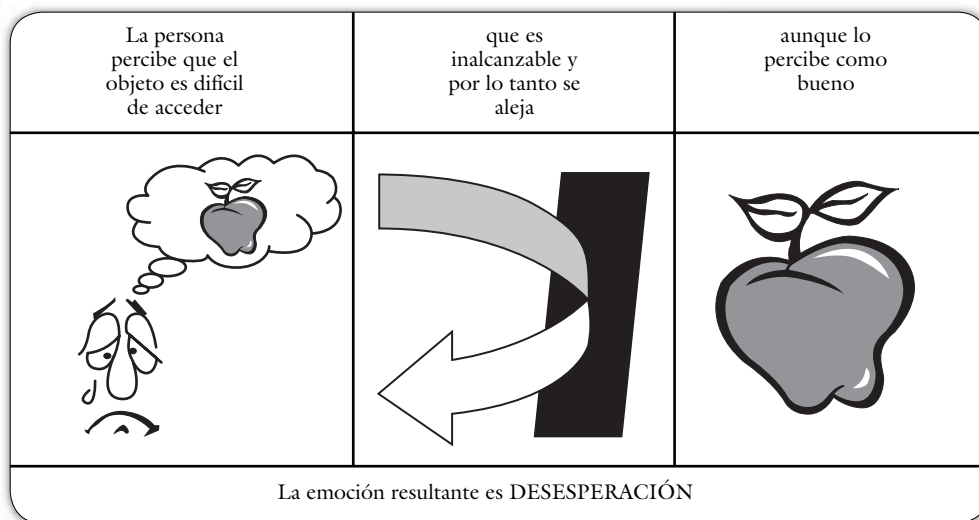 La persona
percibe que el
objeto es difícil
de acceder
que es
inalcanzable y
por lo tanto se
aleja
aunque lo
percibe como
bueno
La emoción resultante es DESESPERACIÓN